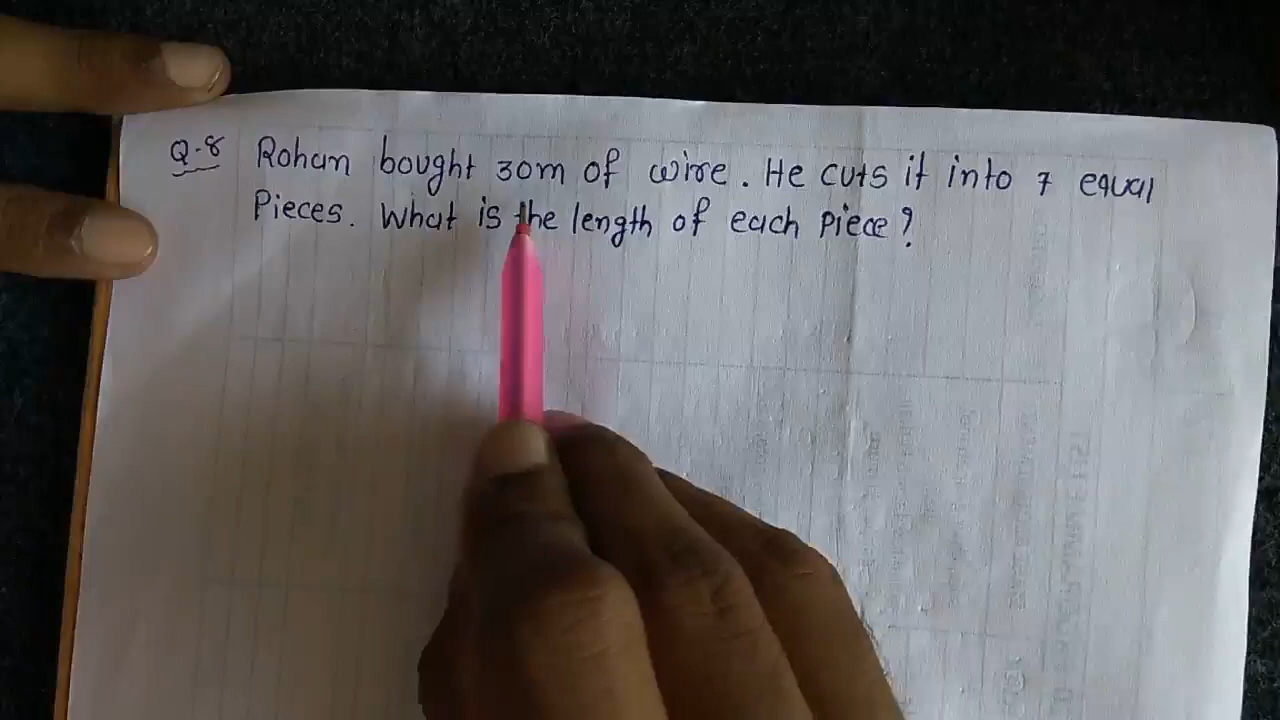 Q.8 Rohan bought 30m of wire. He cuts it into 7 equal
Pieces. What is the length of each Piece?